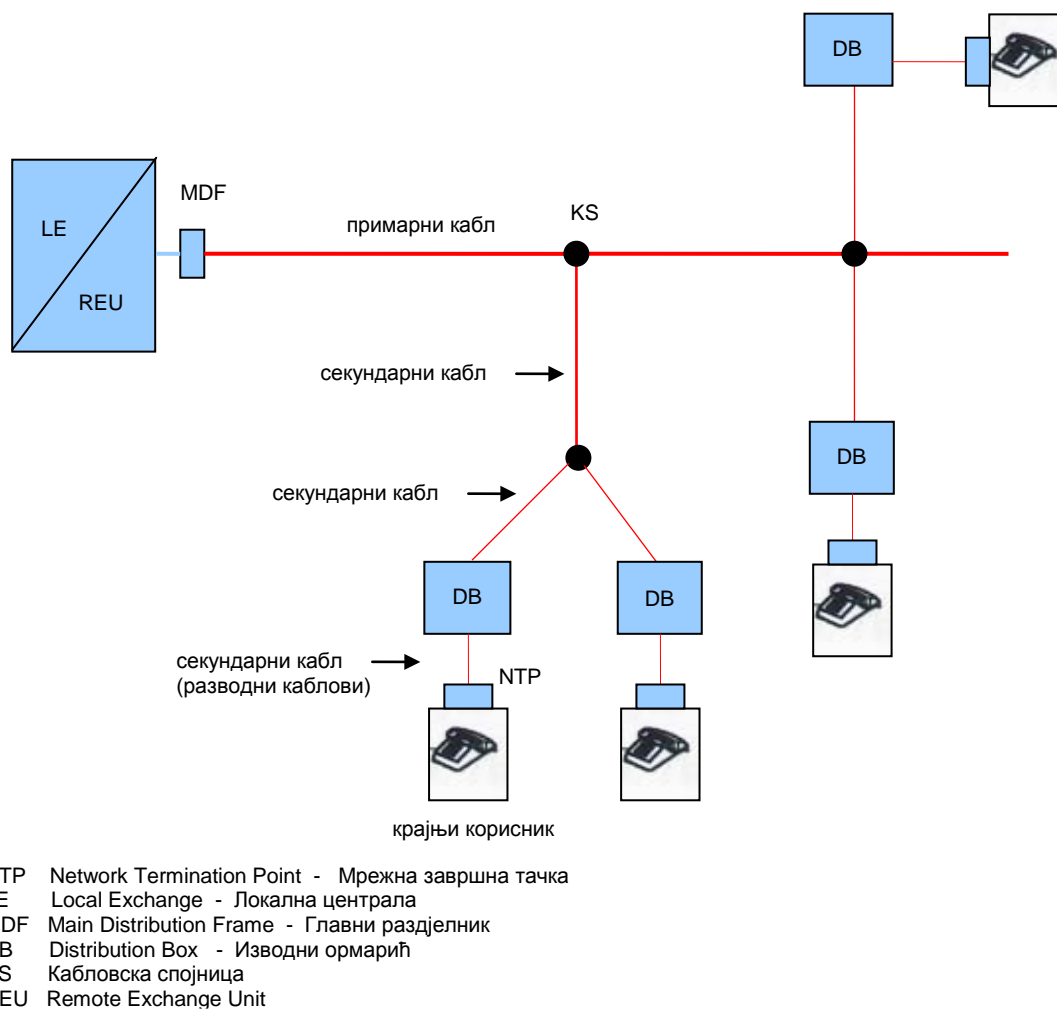 DB
MDF
LE
REU
примарни кабл
KS
секундарни кабл
DB
секундарни кабл
DB
DB
секундарни кабл
(разводни каблови)
NTP
крајњи корисник
TP Network Termination Point - Мрежна завршна тачка
E Local Exchange - Локална централа
DF Main Distribution Frame - Главни раздјелник
B Distribution Box - Изводни ормарић
S Кабловска спојница
EU Remote Exchange Unit